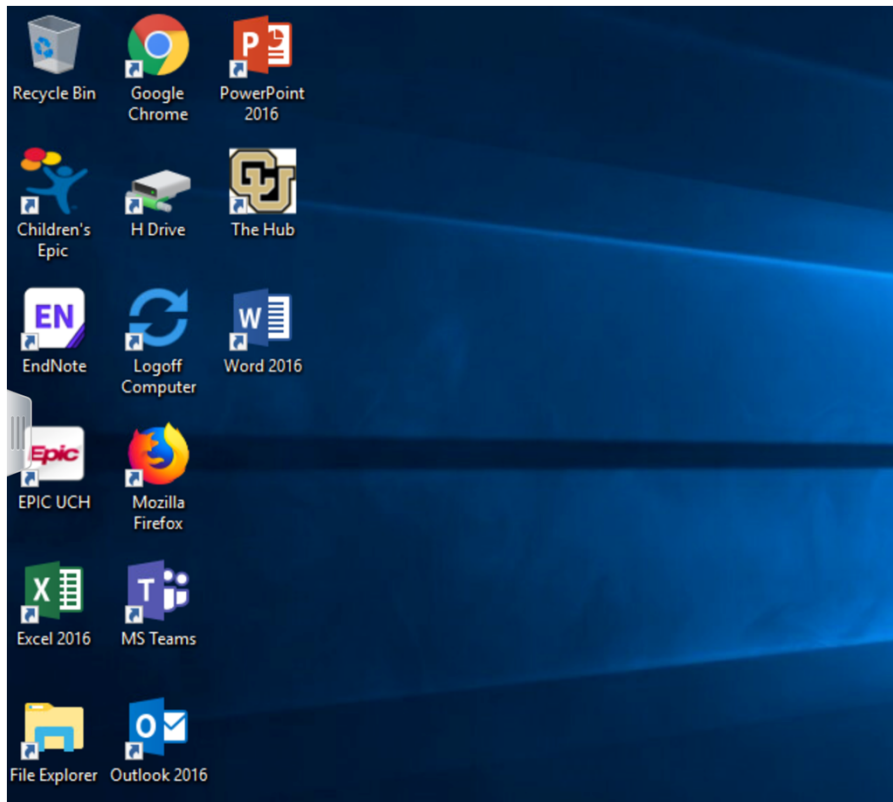 Recycle Bin
Google
Chrome
PowerPoint
2016
Children's
Epic
H Drive
CU
The Hub
EN
EndNote
Logoff
Computer
W
Word 2016
Epic
EPIC UCH
Mozilla
Firefox
X
Excel 2016
T
MS Teams
File Explorer
O
Outlook 2016
P